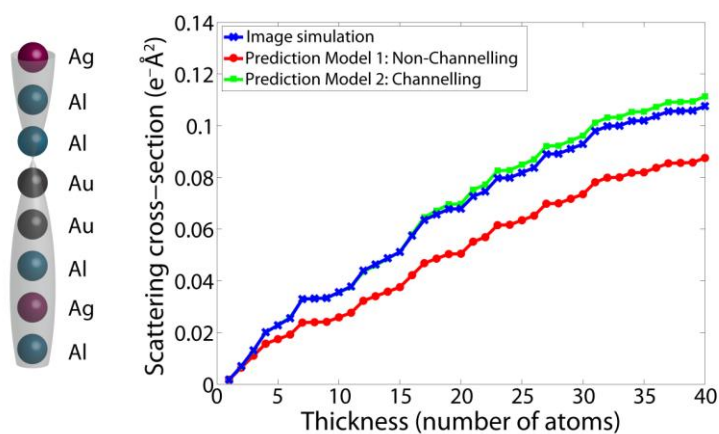 Ag
Al
Al
Au
Au
Al
Ag
Al
Scattering cross−section (e⁻Å²)
0.14
0.12
0.1
0.08
0.06
0.04
0.02
0
Image simulation
Prediction Model 1: Non-Channelling
Prediction Model 2: Channelling
0 5 10 15 20 25 30 35 40
Thickness (number of atoms)